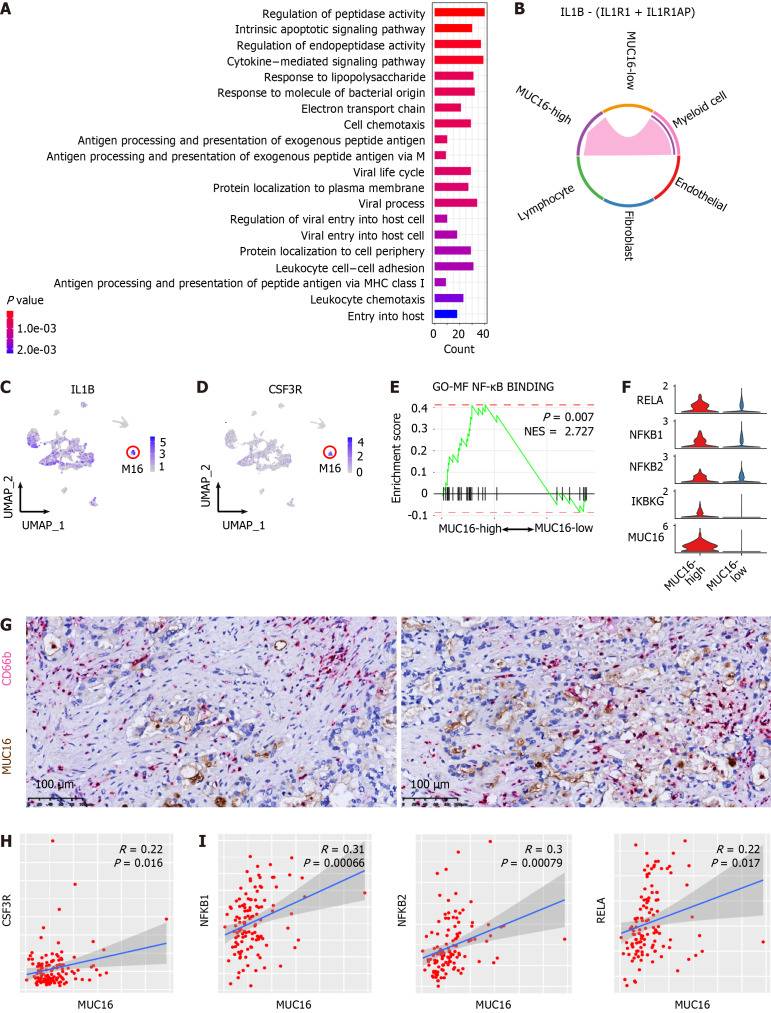 A
Regulation of peptidase activity
Intrinsic apoptotic signaling pathway
Regulation of endopeptidase activity
Cytokine−mediated signaling pathway
Response to lipopolysaccharide
Response to molecule of bacterial origin
Electron transport chain
Cell chemotaxis
Antigen processing and presentation of exogenous peptide antigen
Antigen processing and presentation of exogenous peptide antigen via M
Viral life cycle
Protein localization to plasma membrane
Viral process
Regulation of viral entry into host cell
Viral entry into host cell
Protein localization to cell periphery
Leukocyte cell−cell adhesion
Antigen processing and presentation of peptide antigen via MHC class I
Leukocyte chemotaxis
Entry into host
P value
1.0e-03
2.0e-03
0 20 40
Count
B
IL1B - (IL1R1 + IL1R1AP)
MUC16-low
MUC16-high
Myeloid cell
Lymphocyte
Endothelial
Fibroblast
C
IL1B
M16
5
3
1
UMAP_2
UMAP_1
D
CSF3R
M16
4
2
0
UMAP_2
UMAP_1
E
GO-MF NF-κB BINDING
P = 0.007
NES = 2.727
Enrichment score
0.4
0.3
0.2
0.1
0
-0.1
MUC16-high
MUC16-low
F
RELA
2
NFKB1
3
NFKB2
3
IKBKG
2
MUC16
6
MUC16-
high
MUC16-
low
G
CD66b
MUC16
100 μm
100 μm
H
R = 0.22
P = 0.016
CSF3R
MUC16
I
R = 0.31
P = 0.00066
NFKB1
MUC16
R = 0.3
P = 0.00079
NFKB2
MUC16
R = 0.22
P = 0.017
RELA
MUC16